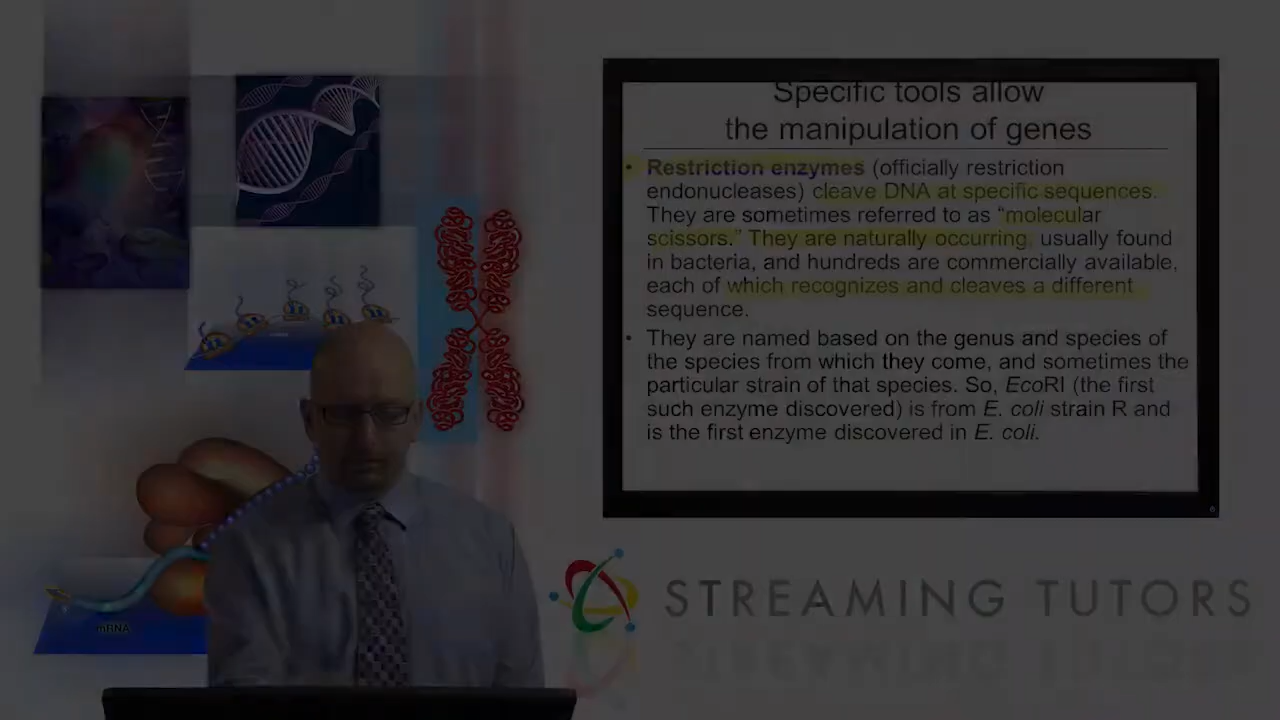 Specific tools allow
the manipulation of genes
• Restriction enzymes (officially restriction
endonucleases) cleave DNA at specific sequences.
They are sometimes referred to as “molecular
scissors.” They are naturally occurring, usually found
in bacteria, and hundreds are commercially available,
each of which recognizes and cleaves a different
sequence.
• They are named based on the genus and species of
the species from which they come, and sometimes the
particular strain of that species. So, EcoRI (the first
such enzyme discovered) is from E. coli strain R and
is the first enzyme discovered in E. coli.
6
mRNA
STREAMING TUTORS